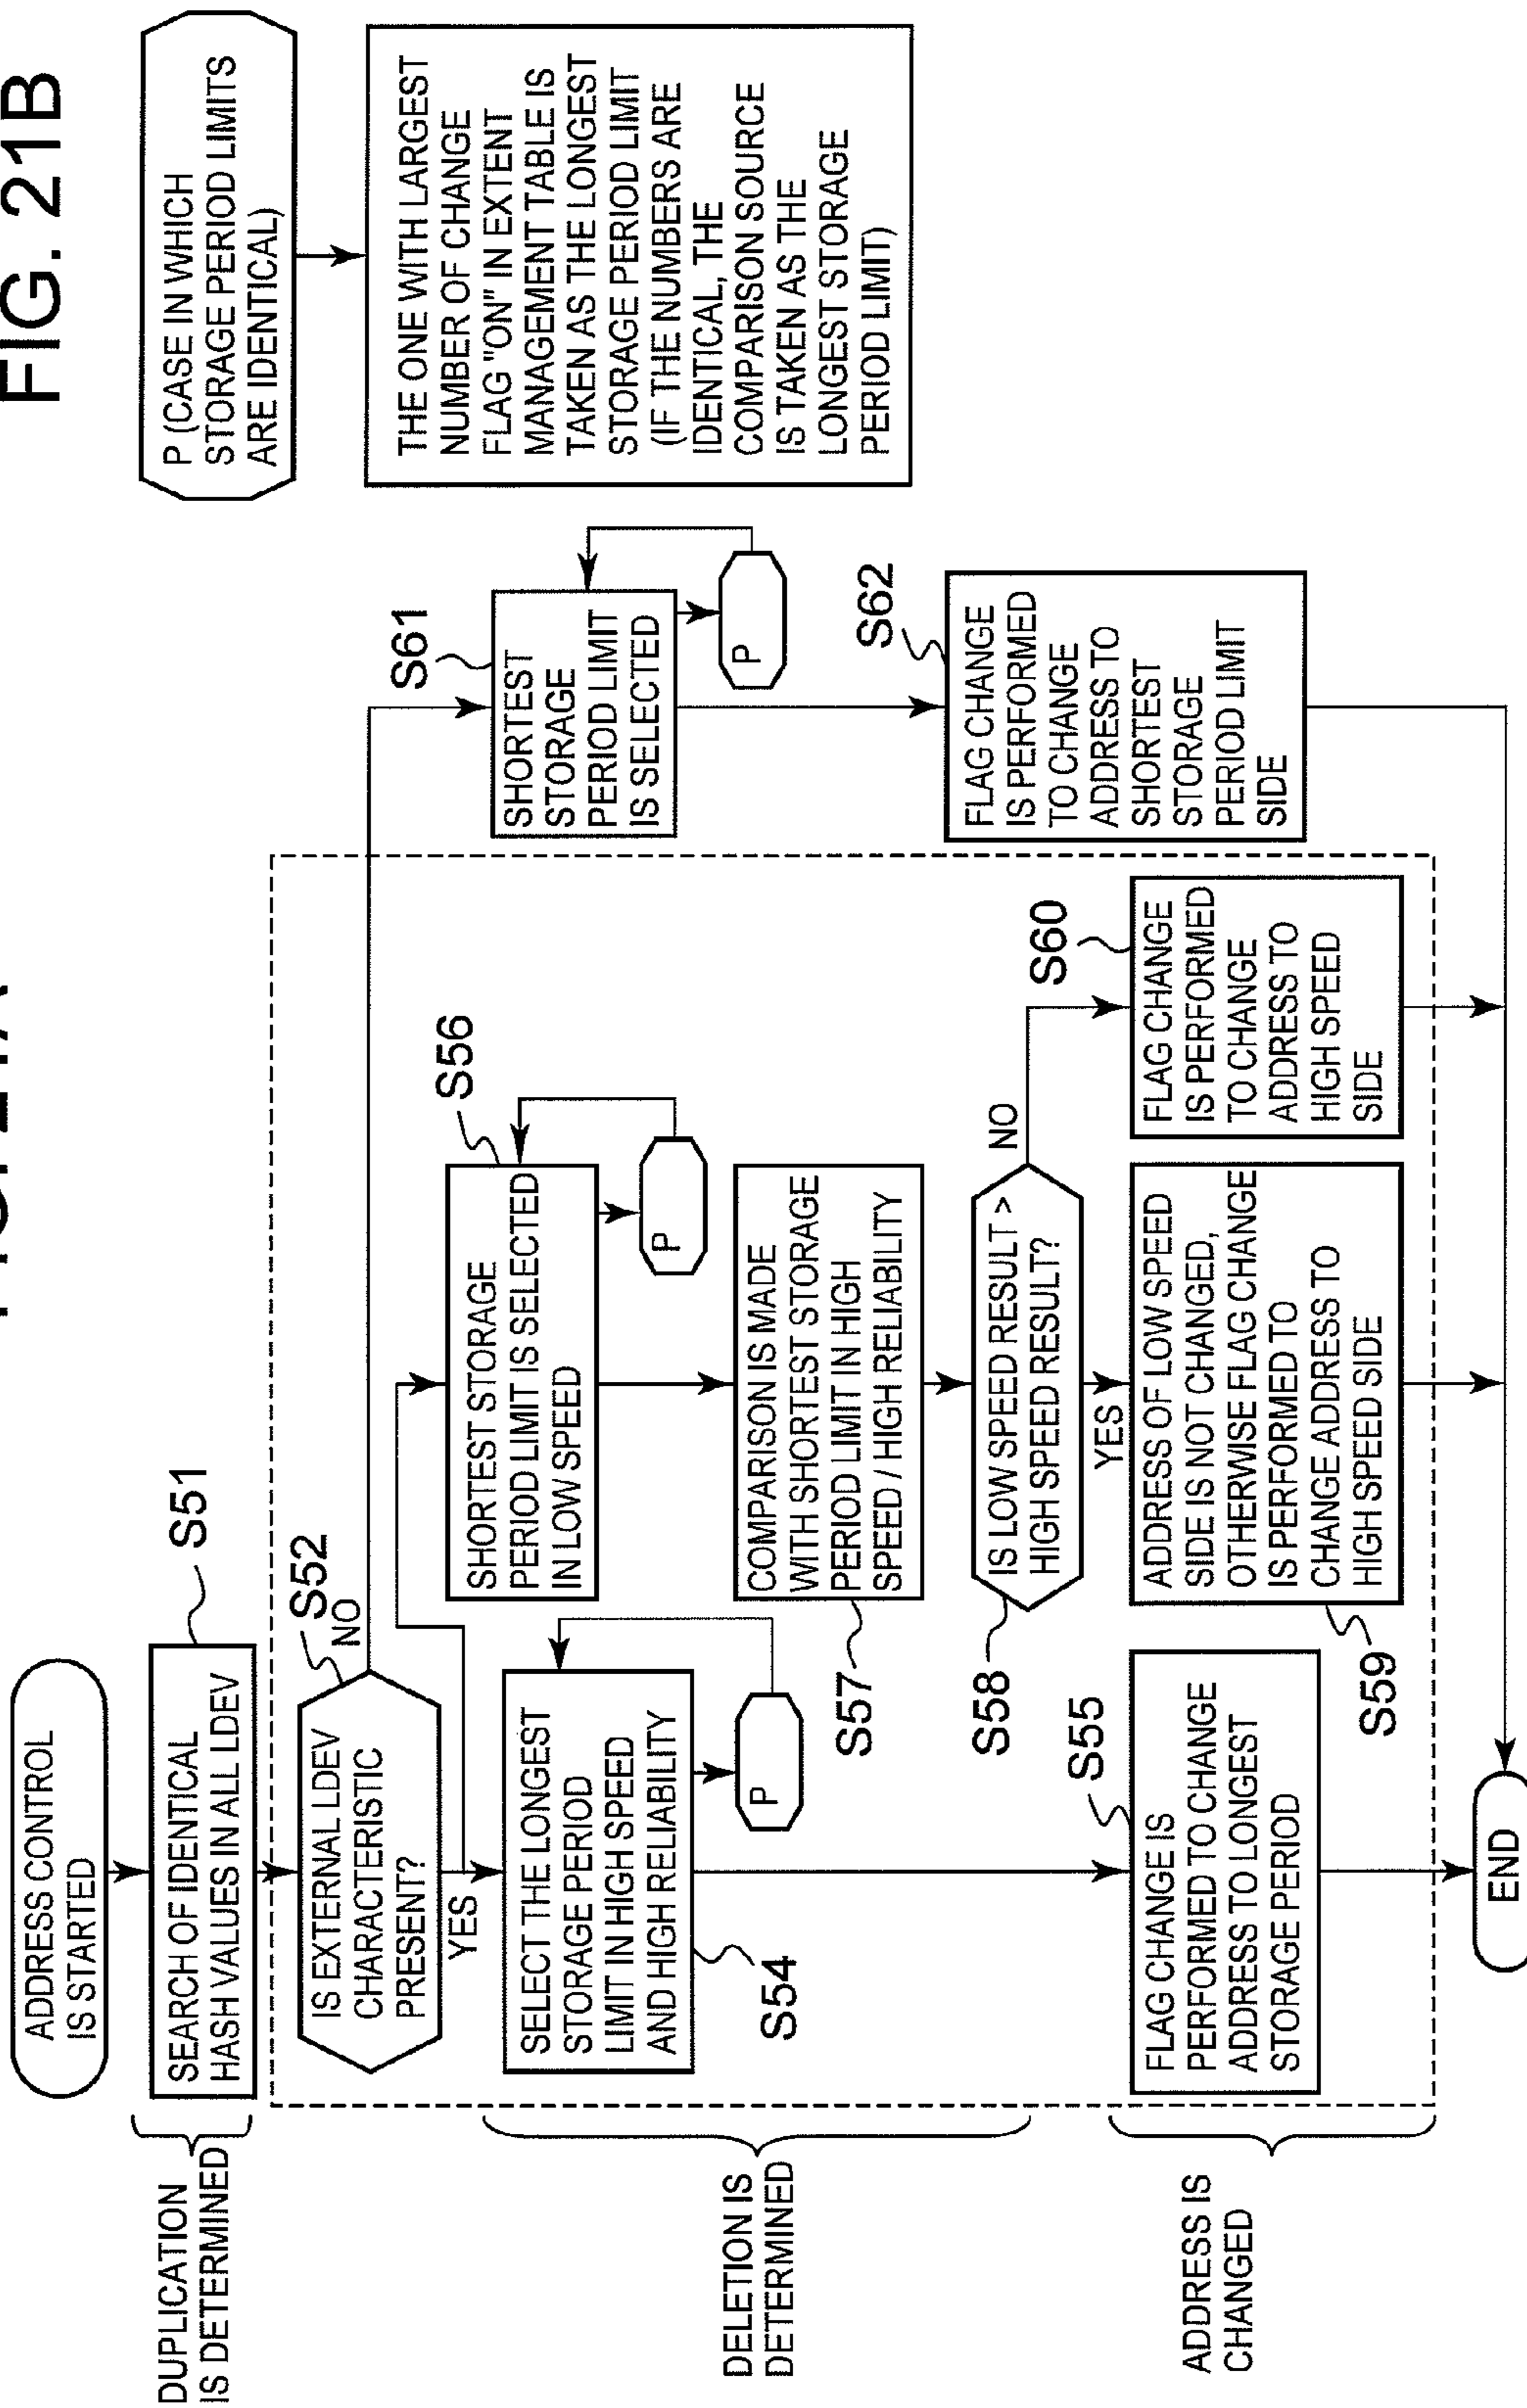 FIG. 21B
ADDRESS CONTROL
IS STARTED
DUPLICATION
IS DETERMINED
SEARCH OF IDENTICAL
HASH VALUES IN ALL LDEV
S51
IS EXTERNAL LDEV
CHARACTERISTIC
PRESENT?
S52
NO
YES
DELETION IS
DETERMINED
SELECT THE LONGEST
STORAGE PERIOD
LIMIT IN HIGH SPEED
AND HIGH RELIABILITY
S54
P
SHORTEST STORAGE
PERIOD LIMIT IS SELECTED
IN LOW SPEED
S56
P
COMPARISON IS MADE
WITH SHORTEST STORAGE
PERIOD LIMIT IN HIGH
SPEED / HIGH RELIABILITY
S57
IS LOW SPEED RESULT >
HIGH SPEED RESULT?
S58
NO
YES
SHORTEST
STORAGE
PERIOD LIMIT
IS SELECTED
S61
P
ADDRESS IS
CHANGED
FLAG CHANGE IS
PERFORMED TO CHANGE
ADDRESS TO LONGEST
STORAGE PERIOD
S55
ADDRESS OF LOW SPEED
SIDE IS NOT CHANGED,
OTHERWISE FLAG CHANGE
IS PERFORMED TO
CHANGE ADDRESS TO
HIGH SPEED SIDE
S59
FLAG CHANGE
IS PERFORMED
TO CHANGE
ADDRESS TO
HIGH SPEED
SIDE
S60
FLAG CHANGE
IS PERFORMED
TO CHANGE
ADDRESS TO
SHORTEST
STORAGE
PERIOD LIMIT
SIDE
S62
END
P (CASE IN WHICH
STORAGE PERIOD LIMITS
ARE IDENTICAL)
THE ONE WITH LARGEST
NUMBER OF CHANGE
FLAG "ON" IN EXTENT
MANAGEMENT TABLE IS
TAKEN AS THE LONGEST
STORAGE PERIOD LIMIT
(IF THE NUMBERS ARE
IDENTICAL, THE
COMPARISON SOURCE
IS TAKEN AS THE
LONGEST STORAGE
PERIOD LIMIT)